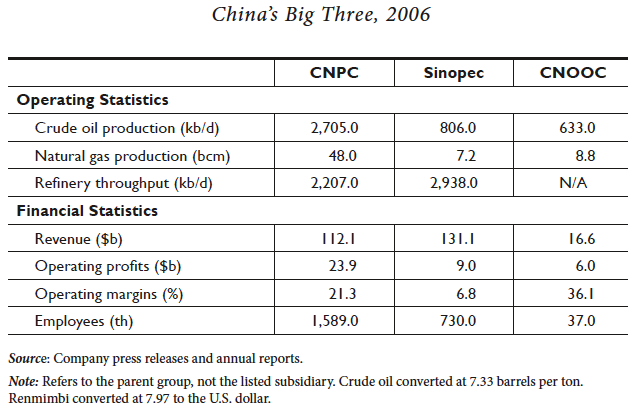 China's Big Three, 2006
CNPC Sinopec CNOOC
Operating Statistics
Crude oil production (kb/d) 2,705.0 806.0 633.0
Natural gas production (bcm) 48.0 7.2 8.8
Refinery throughput (kb/d) 2,207.0 2,938.0 N/A
Financial Statistics
Revenue ($b) 112.1 131.1 16.6
Operating profits ($b) 23.9 9.0 6.0
Operating margins (%) 21.3 6.8 36.1
Employees (th) 1,589.0 730.0 37.0
Source: Company press releases and annual reports.
Note: Refers to the parent group, not the listed subsidiary. Crude oil converted at 7.33 barrels per ton.
Renmimbi converted at 7.97 to the U.S. dollar.